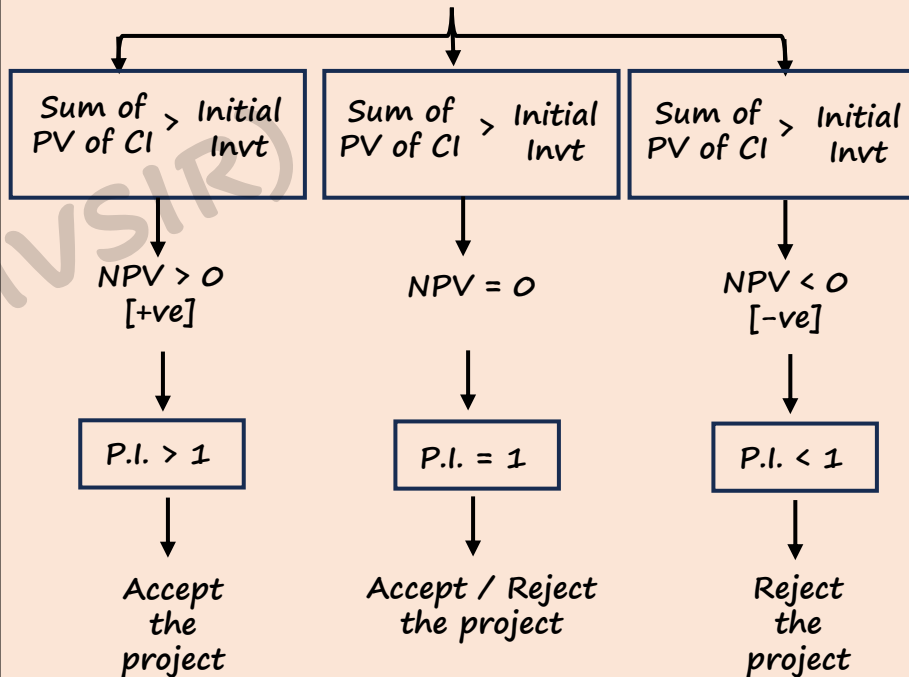 Sum of PV of CI > Initial Invt
Sum of PV of CI > Initial Invt
Sum of PV of CI > Initial Invt
NPV > 0
[+ve]
NPV = 0
NPV < 0
[-ve]
P.I. > 1
P.I. = 1
P.I. < 1
Accept
the
project
Accept / Reject
the project
Reject
the
project
IVSIR)